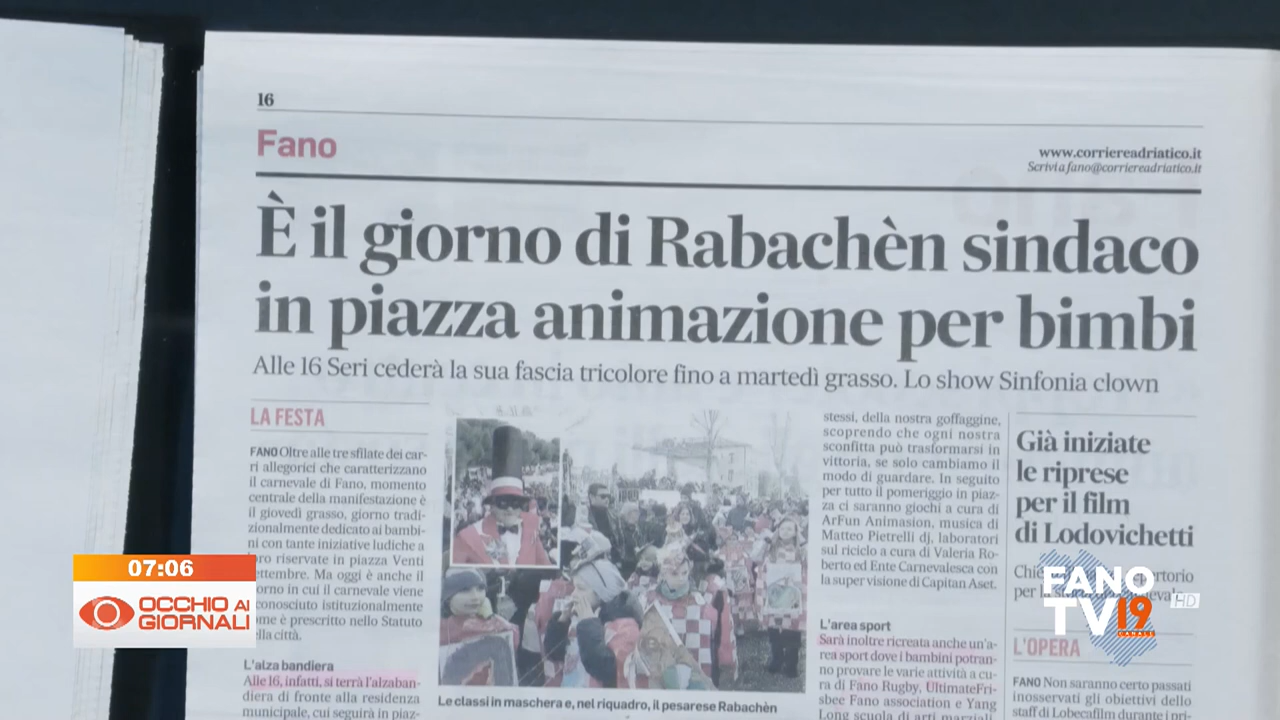 16
Fano
www.corriereadriatico.it
Scrivi a fano@corriereadriatico.it
È il giorno di Rabachèn sindaco
in piazza animazione per bimbi
Alle 16 Seri cederà la sua fascia tricolore fino a martedì grasso. Lo show Sinfonia clown
LA FESTA
FANO Oltre alle tre sfilate dei car-
ri allegorici che caratterizzano
il carnevale di Fano, momento
centrale della manifestazione è
il giovedì grasso, giorno tradi-
zionalmente dedicato ai bambi-
ni con tante iniziative ludiche a
loro riservate in piazza Venti
Settembre. Ma oggi è anche il
giorno in cui il carnevale viene
riconosciuto istituzionalmente
come è prescritto nello Statuto
della città.
L'alza bandiera
Alle 16, infatti, si terrà l'alzaban-
diera di fronte alla residenza
municipale, cui seguirà in piaz-
Le classi in maschera e, nel riquadro, il pesarese Rabachèn
stessi, della nostra goffaggine,
scoprendo che ogni nostra
sconfitta può trasformarsi in
vittoria, se solo cambiamo il
modo di guardare. In seguito
per tutto il pomeriggio in piaz-
za ci saranno giochi a cura di
ArFun Animasion, musica di
Matteo Pietrelli dj, laboratori
sul riciclo a cura di Valeria Ro-
berto ed Ente Carnevalesca con
la super visione di Capitan Aset.
L'area sport
Sarà inoltre ricreata anche un'a-
rea sport dove i bambini potran-
no provare le varie attività a cu-
ra di Fano Rugby, UltimateFri-
sbee Fano association e Yang
Long scuola di arti marziali
Già iniziate
le riprese
per il film
di Lodovichetti
L'OPERA
FANO Non saranno certo passati
inosservati gli obiettivi dello
staff di Lobecafilm durante i pri-
07:06
OCCHIO AI
GIORNALI
FANO
TV19
HD
CANALE